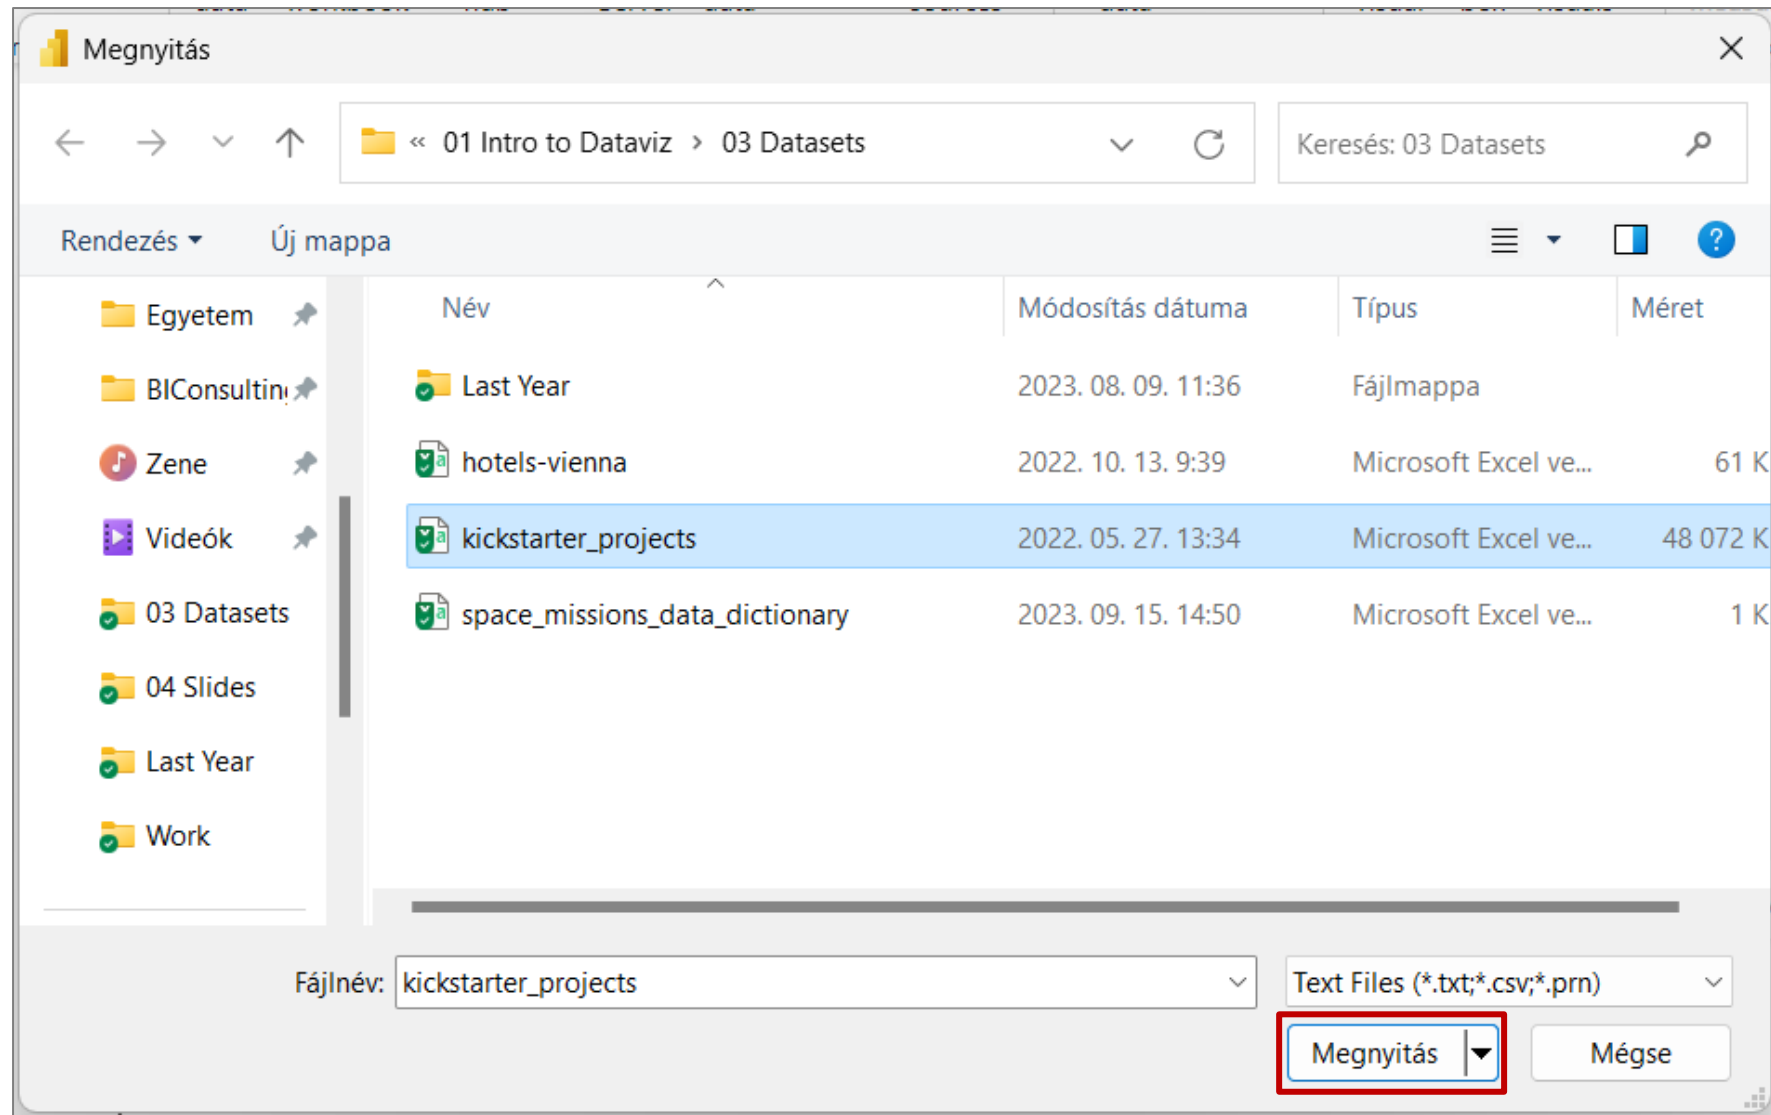 Megnyitás
« 01 Intro to Dataviz > 03 Datasets
Keresés: 03 Datasets
Rendezés Új mappa
Név Módosítás dátuma Típus Méret
Egyetem
BIConsulting
Zene
Videók
03 Datasets
04 Slides
Last Year
Work
Last Year 2023. 08. 09. 11:36 Fájlmappa
hotels-vienna 2022. 10. 13. 9:39 Microsoft Excel ve... 61 K
kickstarter_projects 2022. 05. 27. 13:34 Microsoft Excel ve... 48 072 K
space_missions_data_dictionary 2023. 09. 15. 14:50 Microsoft Excel ve... 1 K
Fájlnév: kickstarter_projects Text Files (*.txt;*.csv;*.prn)
Megnyitás Mégse